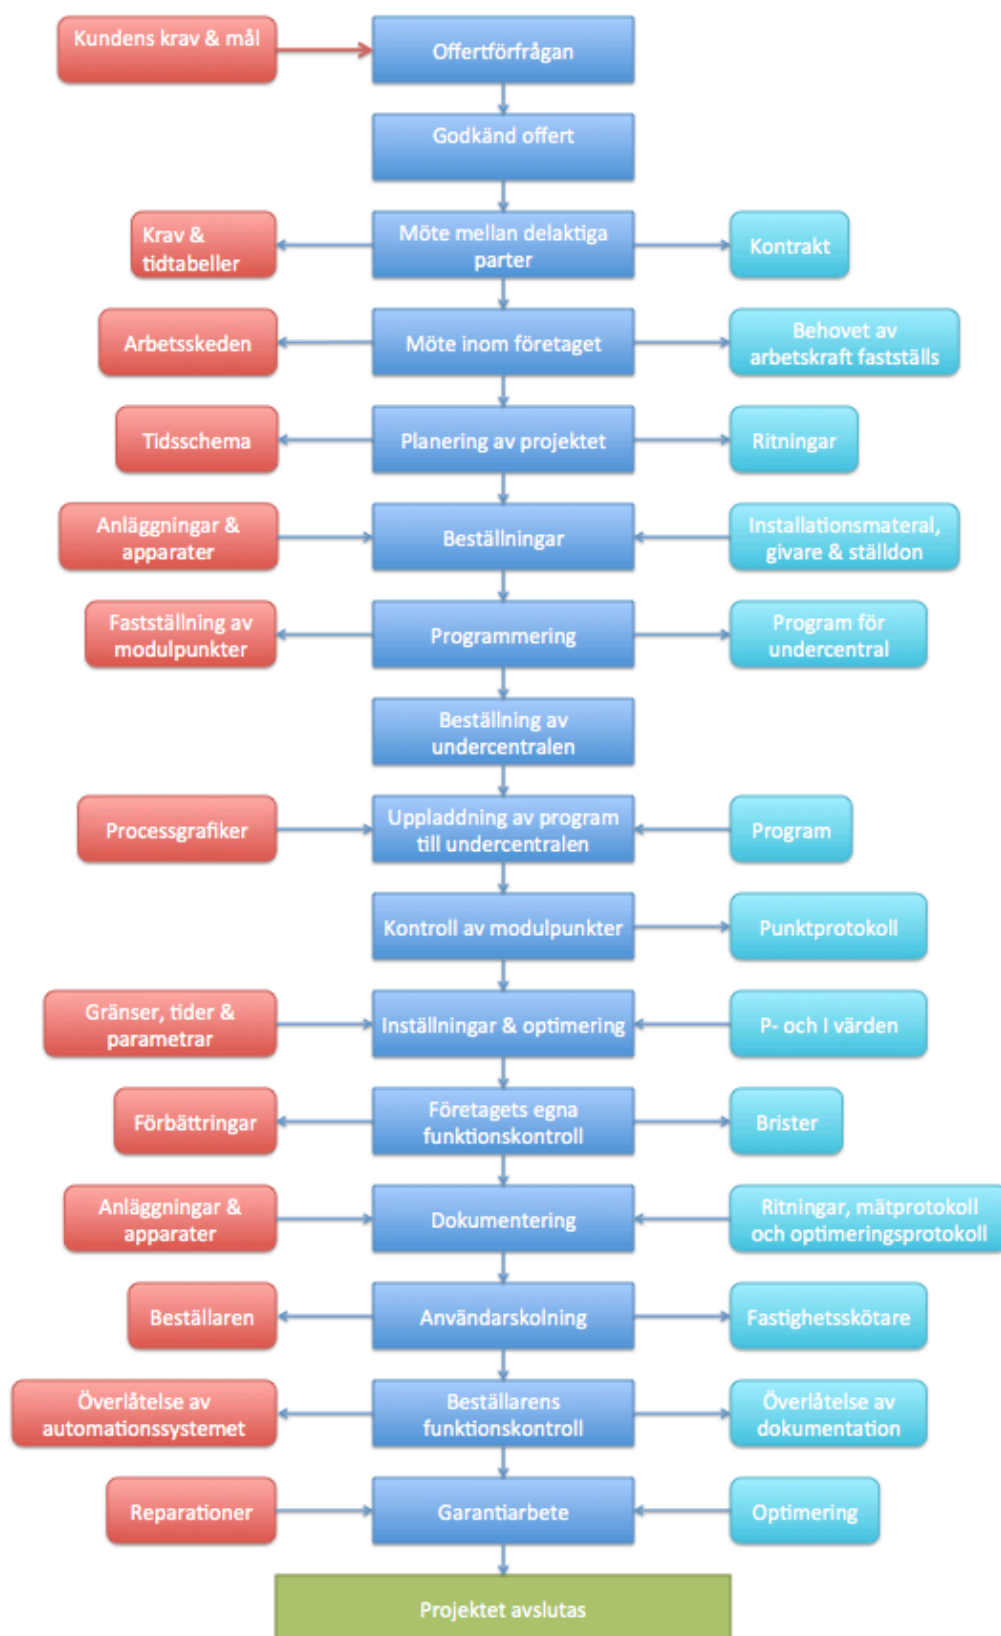 Kundens krav & mål
Offertförfrågan
Godkänd offert
Krav &
tidtabeller
Möte mellan delaktiga
parter
Kontrakt
Arbetsskeden
Möte inom företaget
Behovet av
arbetskraft fastställs
Tidsschema
Planering av projektet
Ritningar
Anläggningar &
apparater
Beställningar
Installationsmateral,
givare & ställdon
Fastställning av
modulpunkter
Programmering
Program för
undercentral
Beställning av
undercentralen
Processgrafiker
Uppladdning av program
till undercentralen
Program
Kontroll av modulpunkter
Punktprotokoll
Gränser, tider &
parametrar
Inställningar & optimering
P- och I värden
Förbättringar
Företagets egna
funktionskontroll
Brister
Anläggningar &
apparater
Dokumentering
Ritningar, mätprotokoll
och optimeringsprotokoll
Beställaren
Användarskolning
Fastighetsskötare
Överlåtelse av
automationssystemet
Beställarens
funktionskontroll
Överlåtelse av
dokumentation
Reparationer
Garantiarbete
Optimering
Projektet avslutas